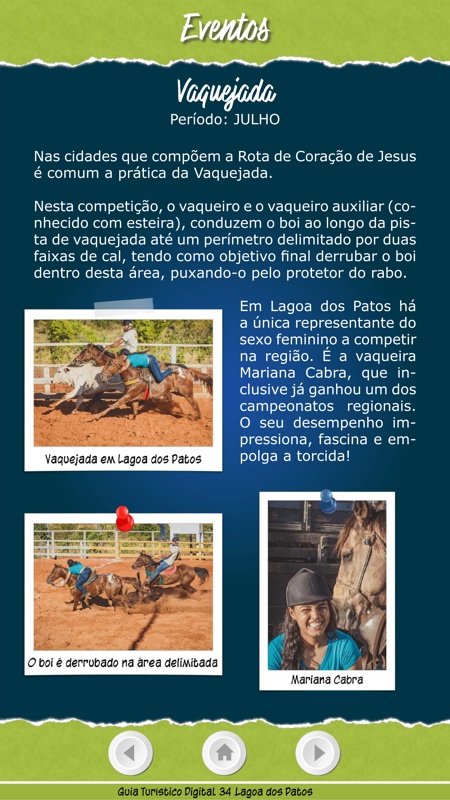 Eventos
Vaquejada
Período: JULHO
Nas cidades que compõem a Rota de Coração de Jesus
é comum a prática da Vaquejada.
Nesta competição, o vaqueiro e o vaqueiro auxiliar (co-
nhecido com esteira), conduzem o boi ao longo da pis-
ta de vaquejada até um perímetro delimitado por duas
faixas de cal, tendo como objetivo final derrubar o boi
dentro desta área, puxando-o pelo protetor do rabo.
Em Lagoa dos Patos há
a única representante do
sexo feminino a competir
na região. É a vaqueira
Mariana Cabra, que in-
clusive já ganhou um dos
campeonatos regionais.
O seu desempenho im-
pressiona, fascina e em-
polga a torcida!
Vaquejada em Lagoa dos Patos
O boi é derrubado na área delimitada
Mariana Cabra
Guia Turístico Digital 34 Lagoa dos Patos